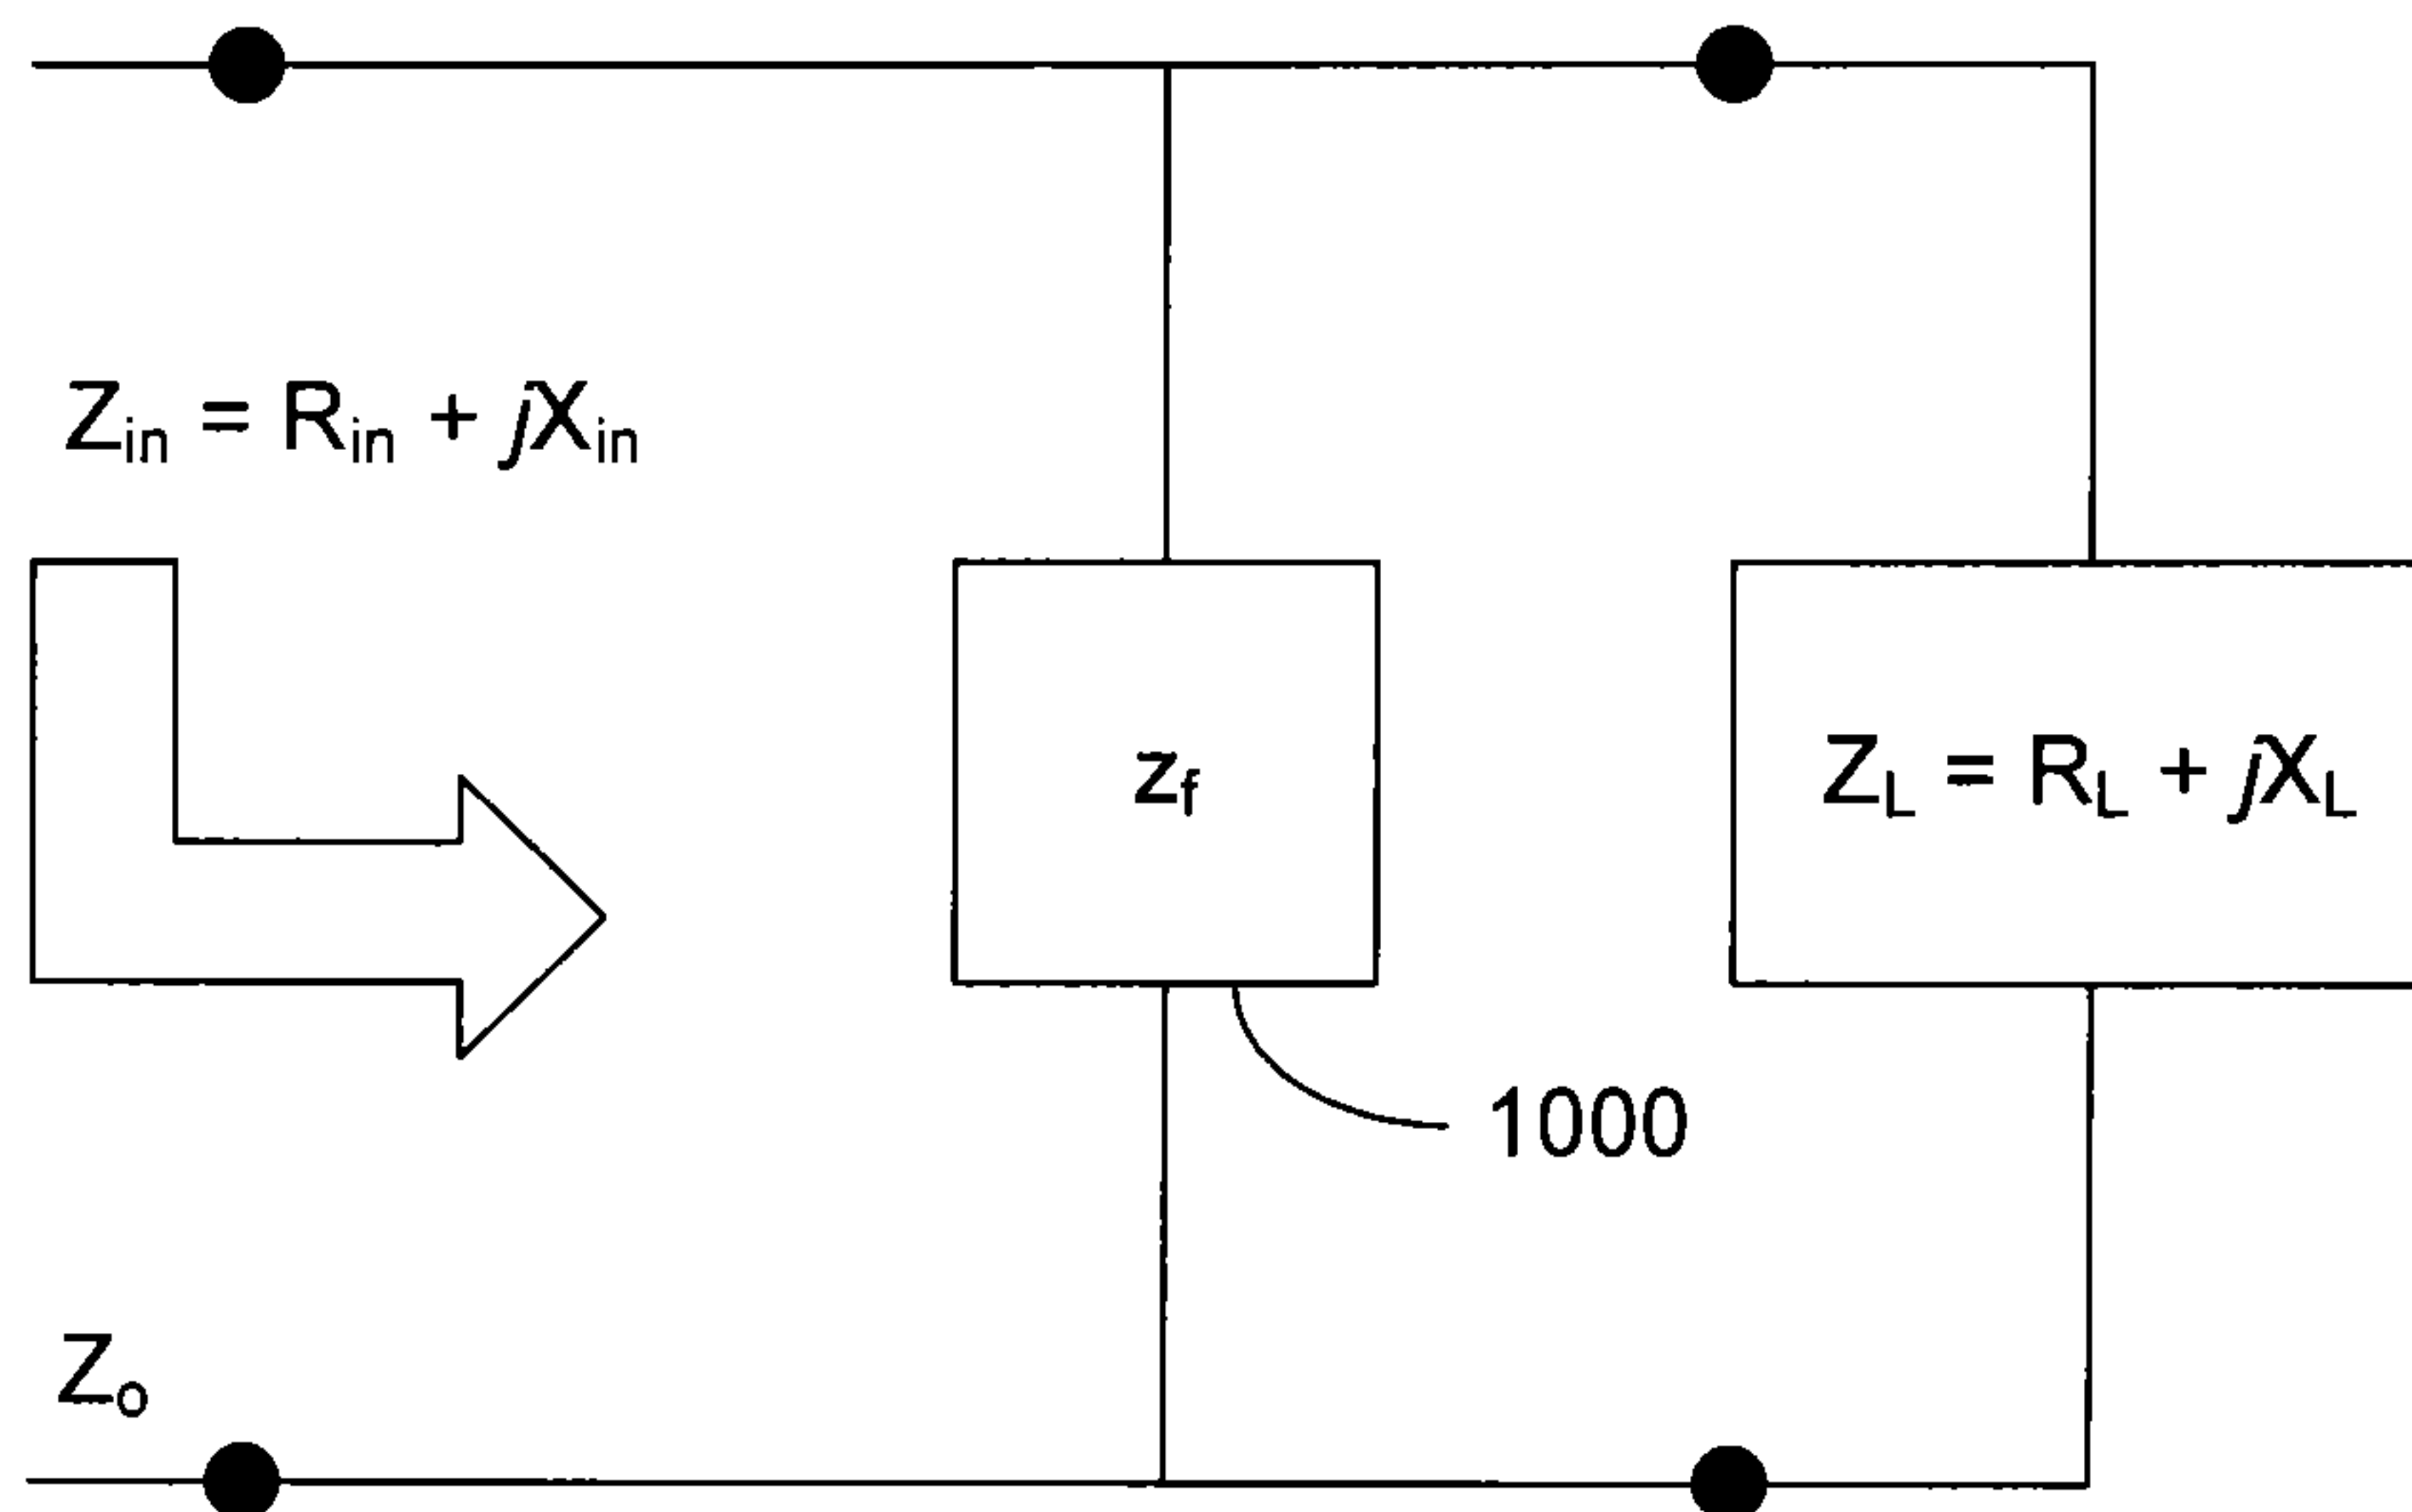 Zin = Rin + jXin
zf
ZL = RL + jXL
1000
Zo